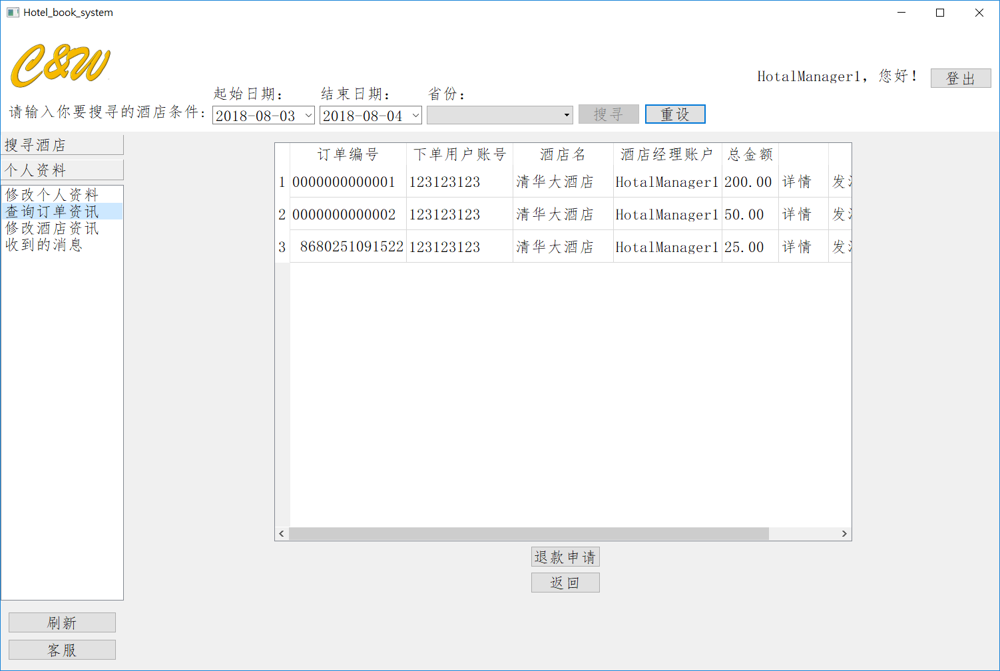 Hotel_book_system
C&W
HotalManager1, 您好!
登出
起始日期:
结束日期:
省份:
请输入你要搜寻的酒店条件:
2018-08-03
2018-08-04
搜寻
重设
搜寻酒店
个人资料
修改个人资料
查询订单资讯
修改酒店资讯
收到的消息
订单编号 下单用户账号 酒店名 酒店经理账户 总金额
1 0000000000001 123123123 清华大酒店 HotalManager1 200.00 详情 发
2 0000000000002 123123123 清华大酒店 HotalManager1 50.00 详情 发
3 8680251091522 123123123 清华大酒店 HotalManager1 25.00 详情 发
退款申请
返回
刷新
客服